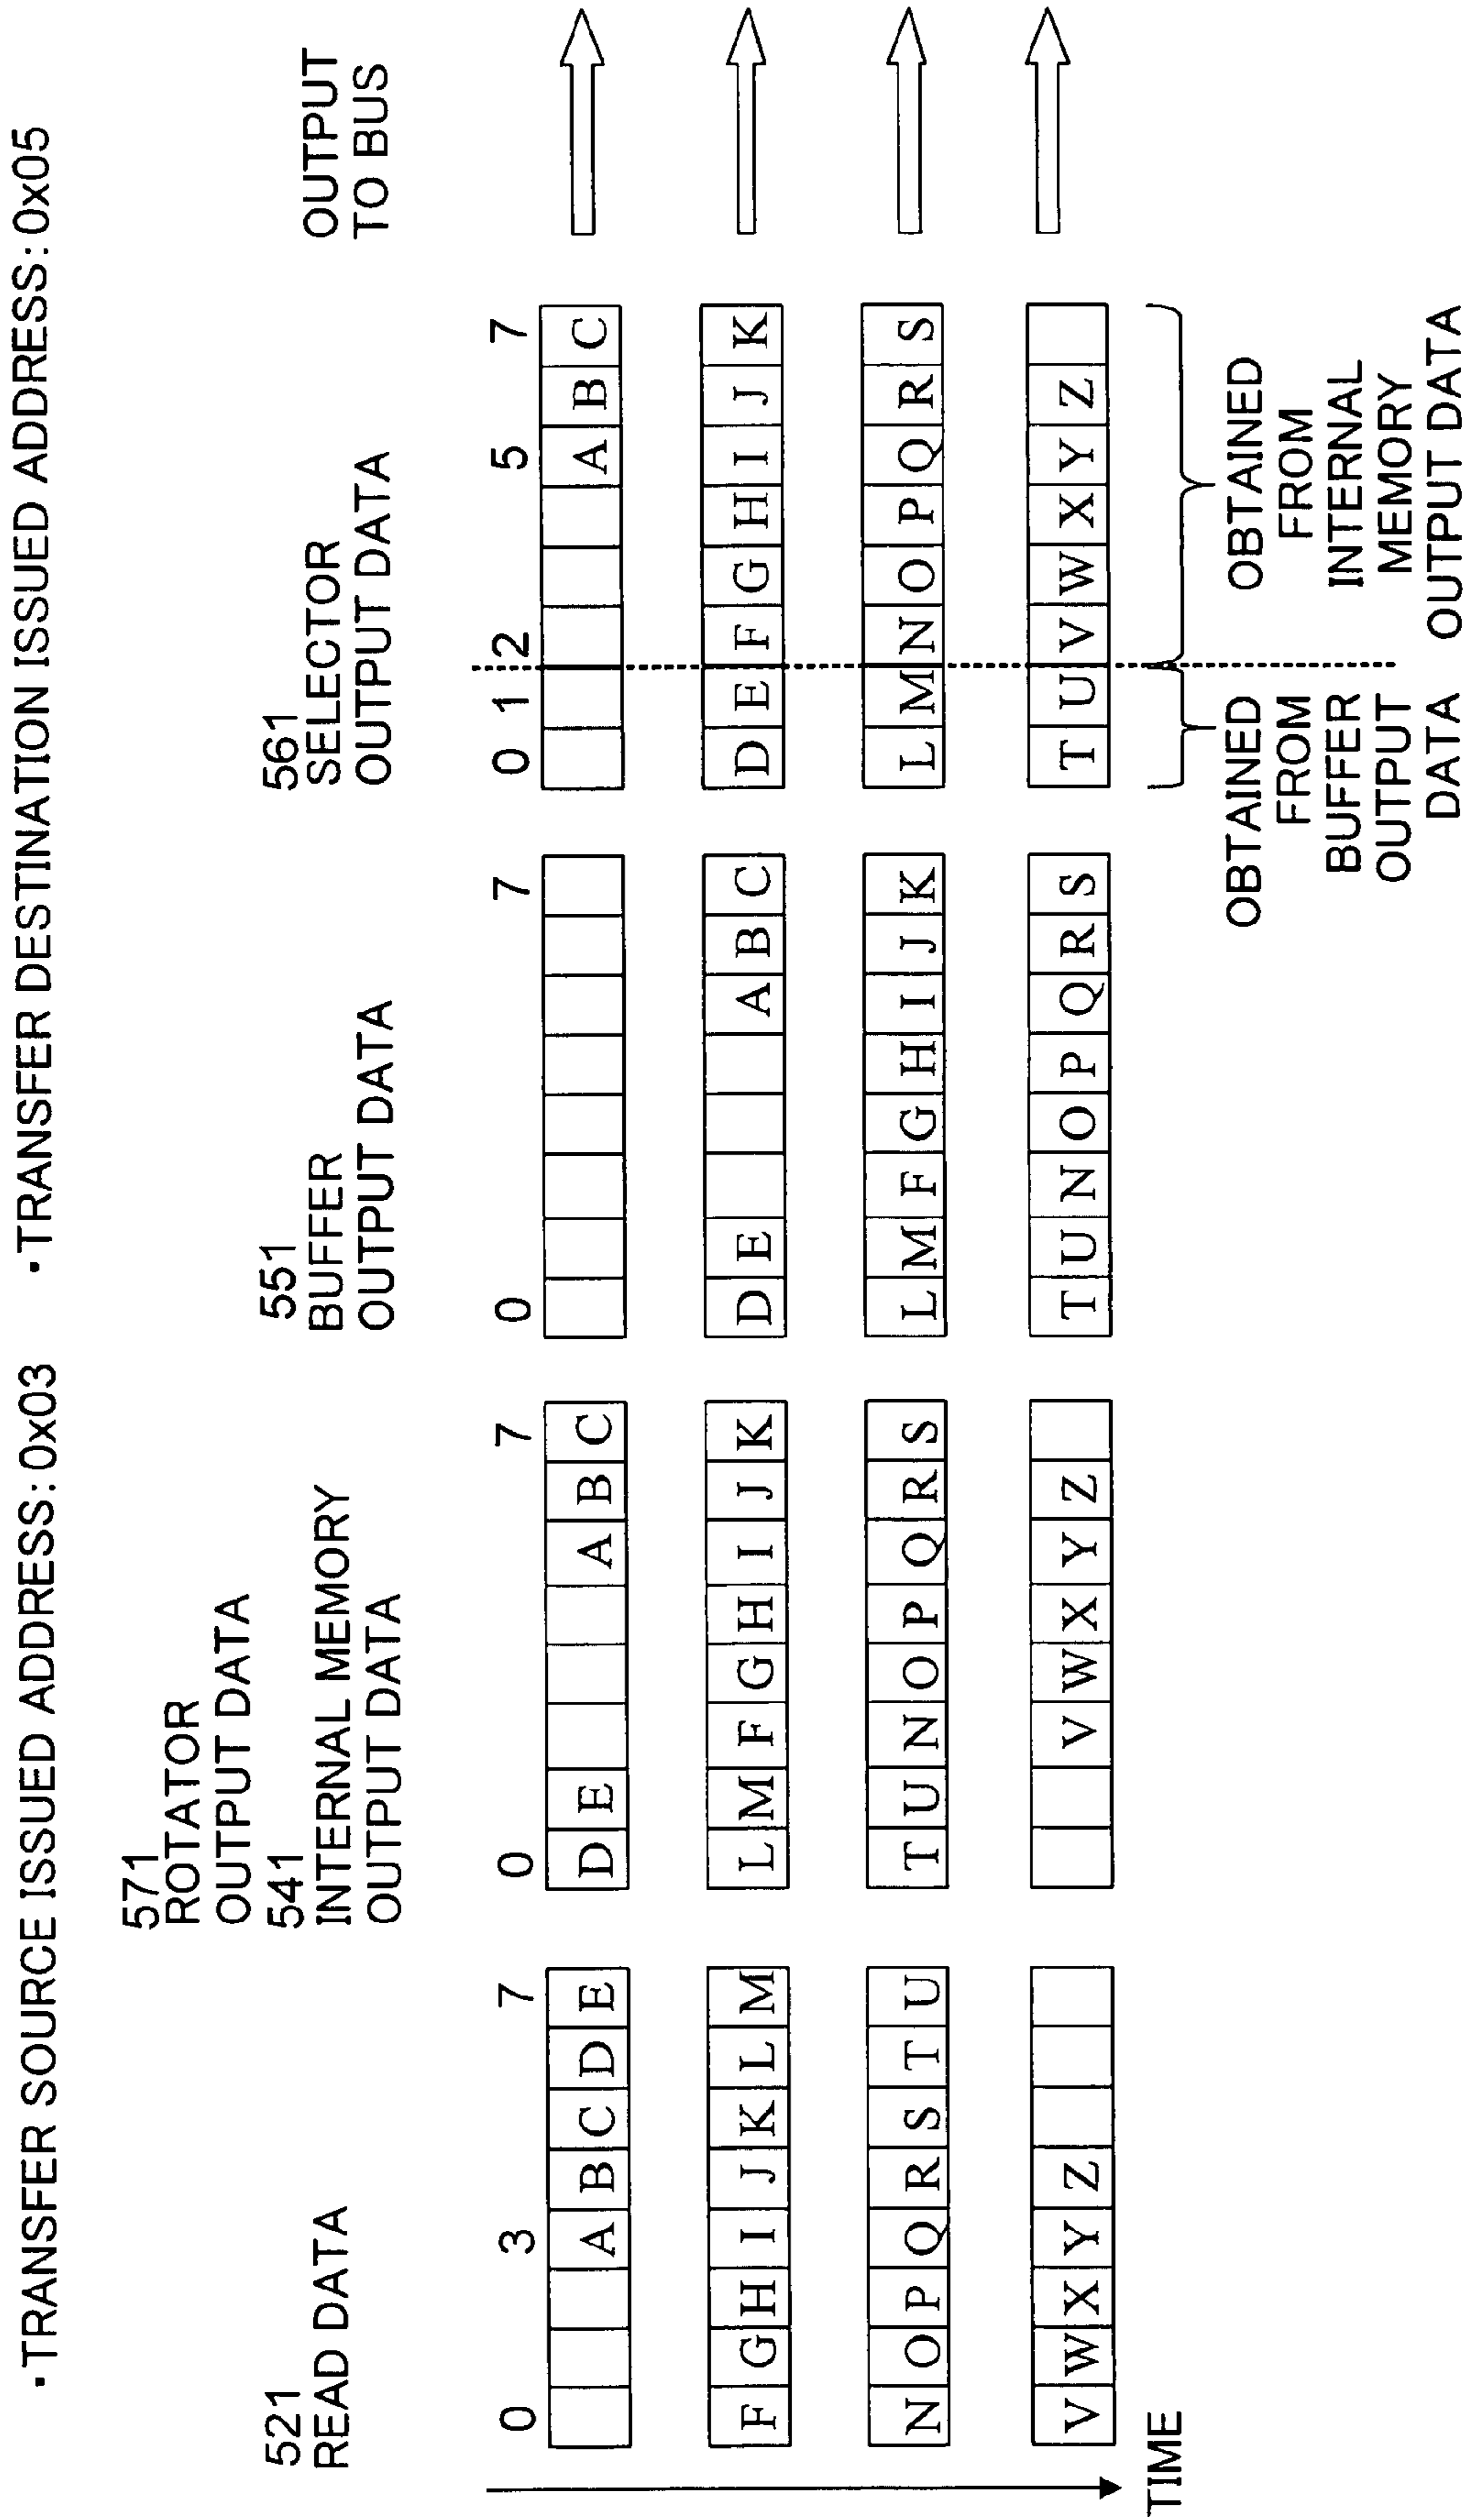 ・TRANSFER SOURCE ISSUED ADDRESS:0x03 ・TRANSFER DESTINATION ISSUED ADDRESS:0x05
521
READ DATA
571
ROTATOR
OUTPUT DATA
541
INTERNAL MEMORY
OUTPUT DATA
551
BUFFER
OUTPUT DATA
561
SELECTOR
OUTPUT DATA
OUTPUT
TO BUS
0 3 7 0 7 0 7 0 1 2 5 7
A B C D E D E A B C A B C
F G H I J K L M L M F G H I J K D E A B C D E F G H I J K
N O P Q R S T U T U N O P Q R S L M F G H I J K L M N O P Q R S
V W X Y Z V W X Y Z T U N O P Q R S T U V W X Y Z
TIME
OBTAINED
FROM
BUFFER
OUTPUT
DATA
OBTAINED
FROM
INTERNAL
MEMORY
OUTPUT DATA